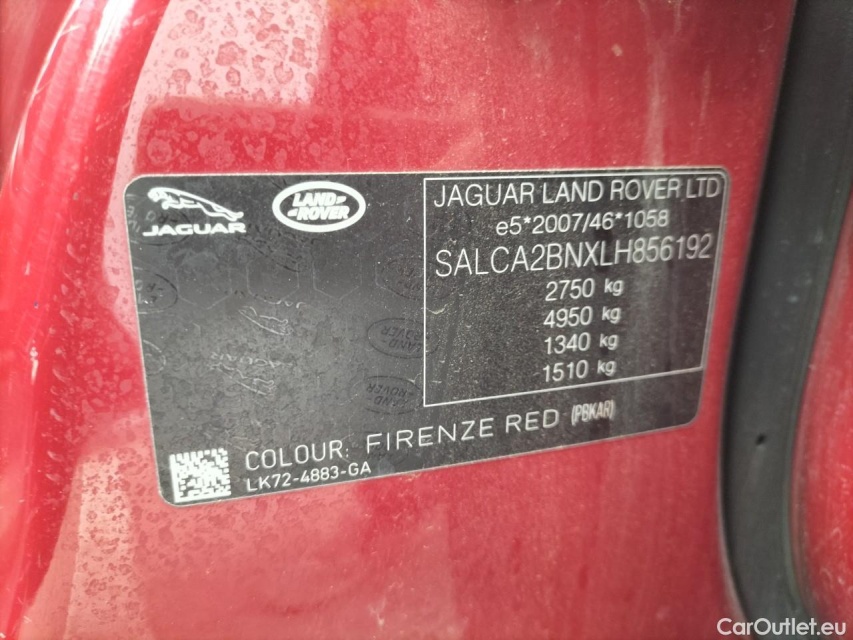 JAGUAR
LAND ROVER
JAGUAR LAND ROVER LTD
e5*2007/46*1058
SALCA2BNXLH856192
2750 kg
4950 kg
1340 kg
1510 kg
COLOUR: FIRENZE RED (PBKAR)
LK72-4883-GA
CarOutlet.eu